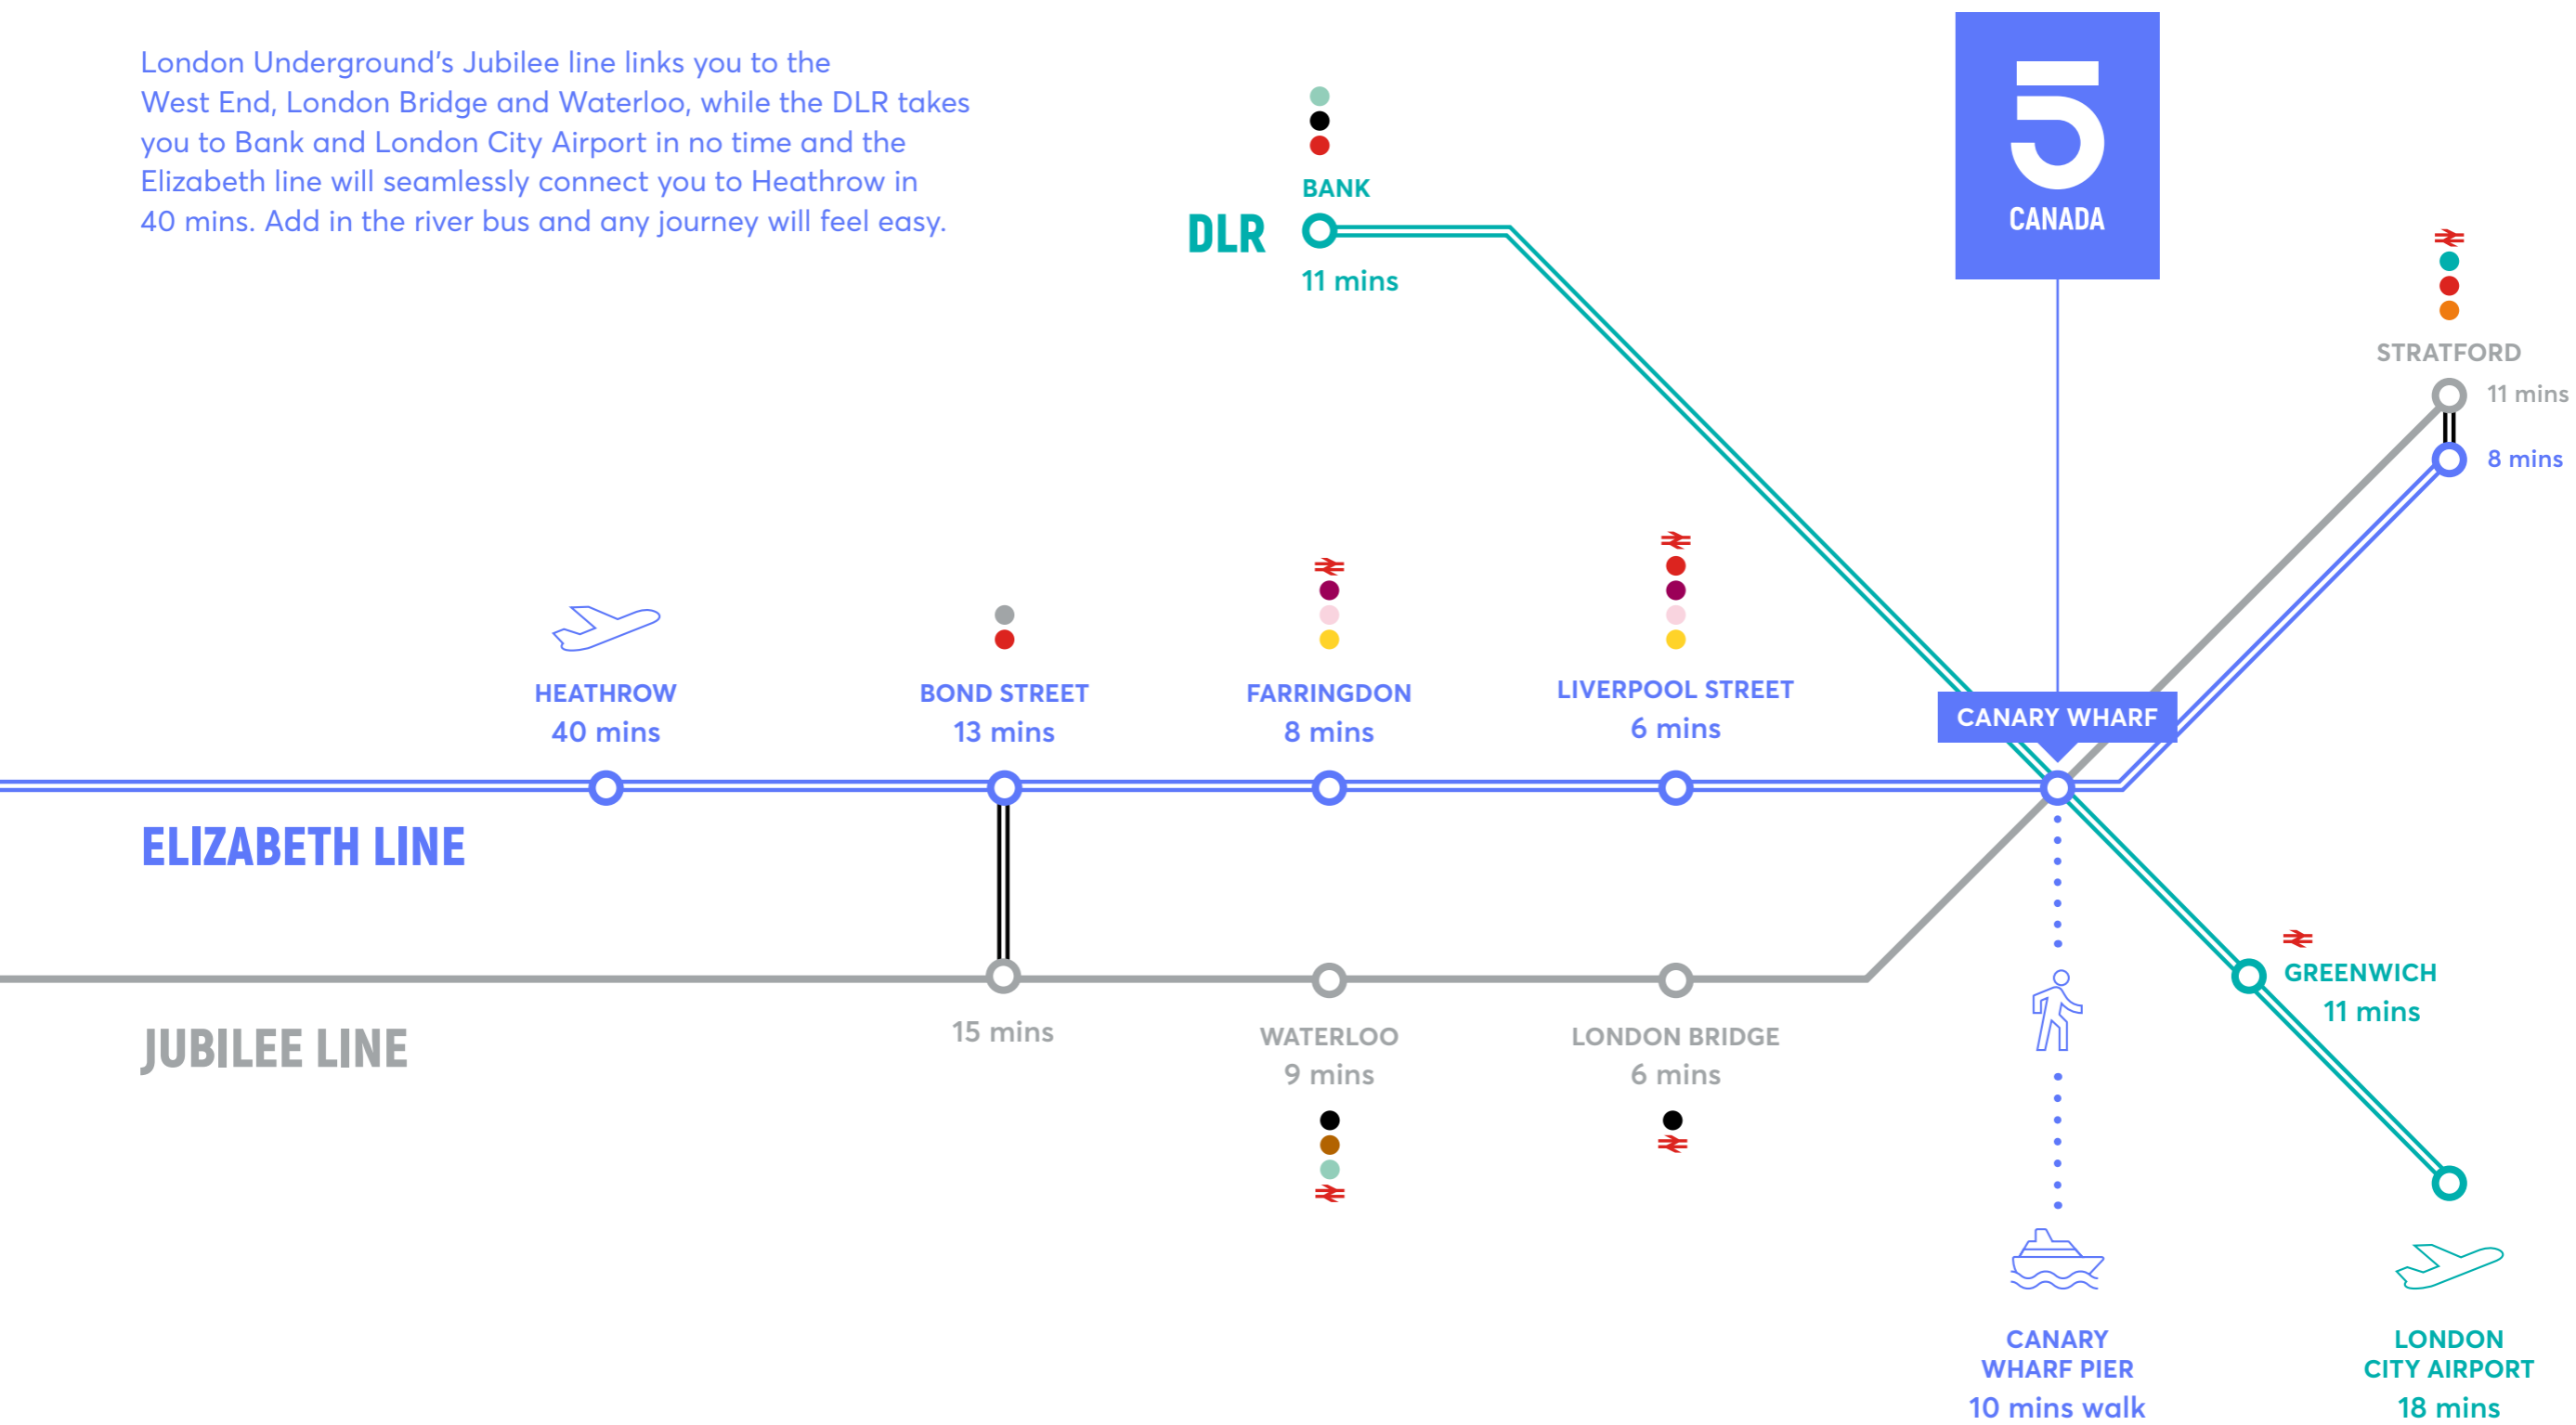 London Underground's Jubilee line links you to the
West End, London Bridge and Waterloo, while the DLR takes
you to Bank and London City Airport in no time and the
Elizabeth line will seamlessly connect you to Heathrow in
40 mins. Add in the river bus and any journey will feel easy.
5
CANADA
BANK
DLR
11 mins
STRATFORD
11 mins
8 mins
HEATHROW
40 mins
BOND STREET
13 mins
FARRINGDON
8 mins
LIVERPOOL STREET
6 mins
CANARY WHARF
ELIZABETH LINE
JUBILEE LINE
15 mins
WATERLOO
9 mins
LONDON BRIDGE
6 mins
GREENWICH
11 mins
CANARY
WHARF PIER
10 mins walk
LONDON
CITY AIRPORT
18 mins